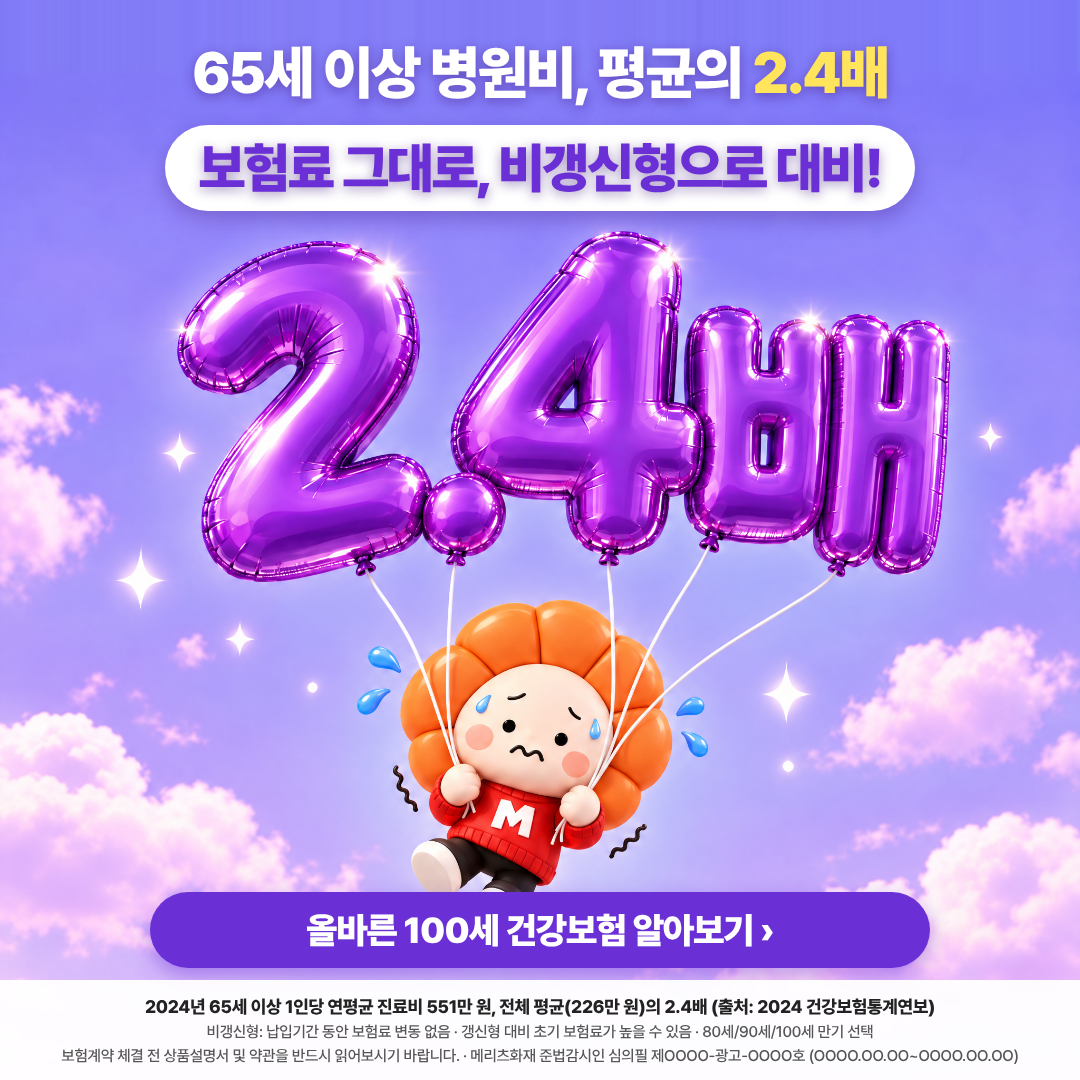 65세 이상 병원비, 평균의 2.4배
보험료 그대로, 비갱신형으로 대비!
2.4배
M
올바른 100세 건강보험 알아보기 ›
2024년 65세 이상 1인당 연평균 진료비 551만 원, 전체 평균(226만 원)의 2.4배 (출처: 2024 건강보험통계연보)
비갱신형: 납입기간 동안 보험료 변동 없음 · 갱신형 대비 초기 보험료가 높을 수 있음 · 80세/90세/100세 만기 선택
보험계약 체결 전 상품설명서 및 약관을 반드시 읽어보시기 바랍니다. · 메리츠화재 준법감시인 심의필 제OOOO-광고-OOOO호 (OOOO.OO.OO~OOOO.OO.OO)